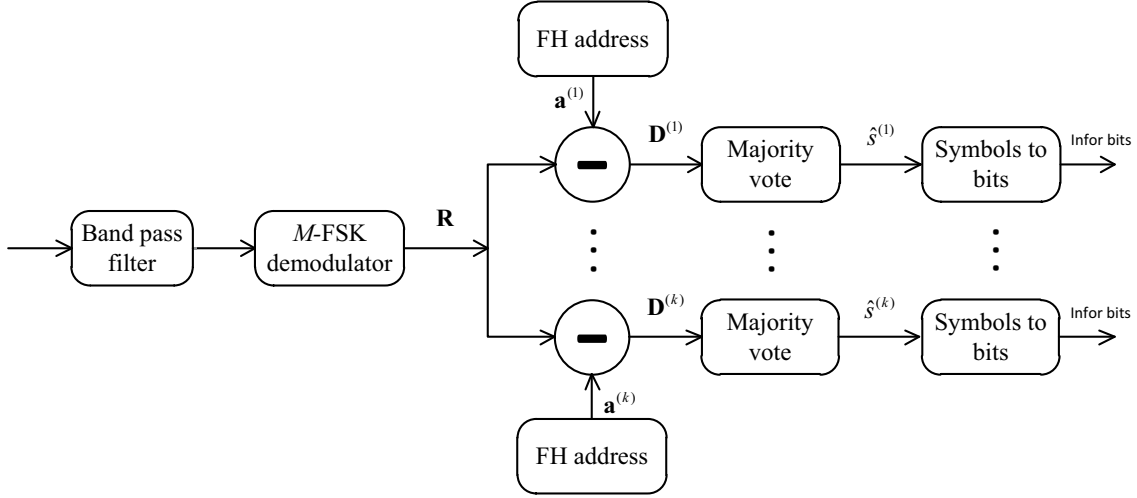 FH address
a^(1)
D^(1)
Majority
vote
ŝ^(1)
Symbols to
bits
Infor bits
R
Band pass
filter
M-FSK
demodulator
D^(k)
Majority
vote
ŝ^(k)
Symbols to
bits
Infor bits
a^(k)
FH address